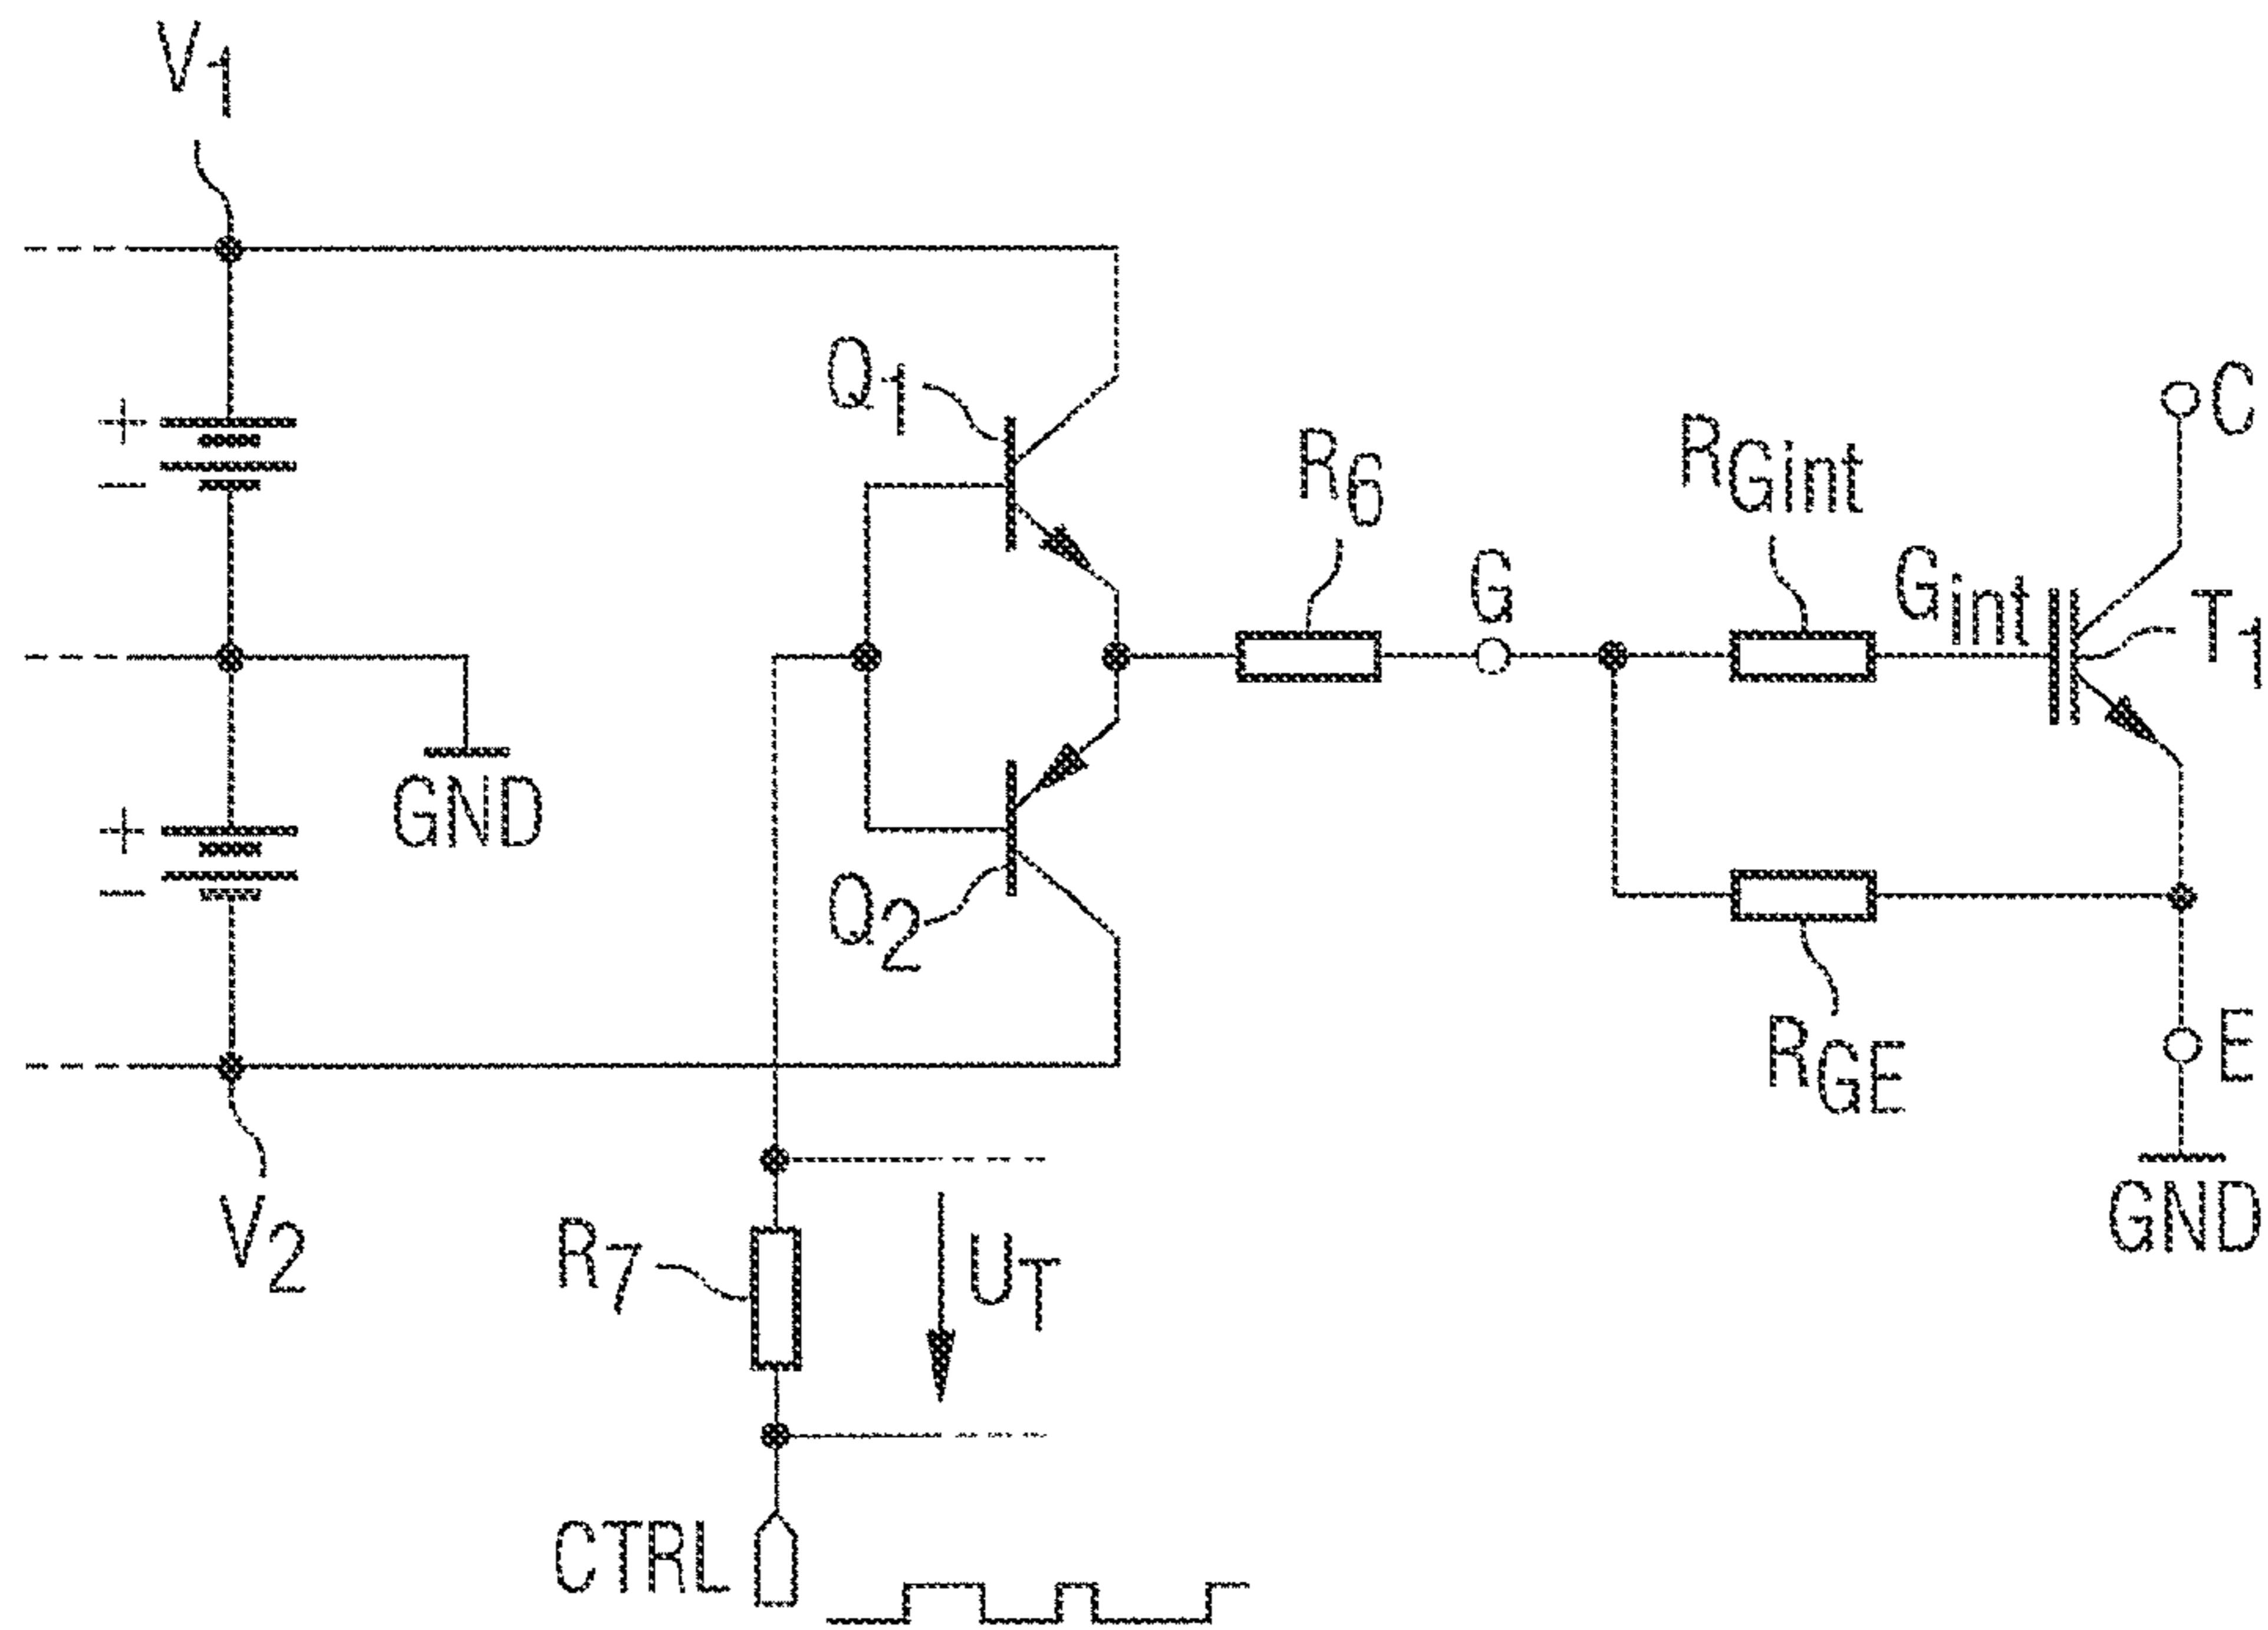 V1
+
Q1
C
R6
RGint
−
G
Gint
T1
+
GND
−
Q2
RGE
E
V2
R7
UT
GND
CTRL